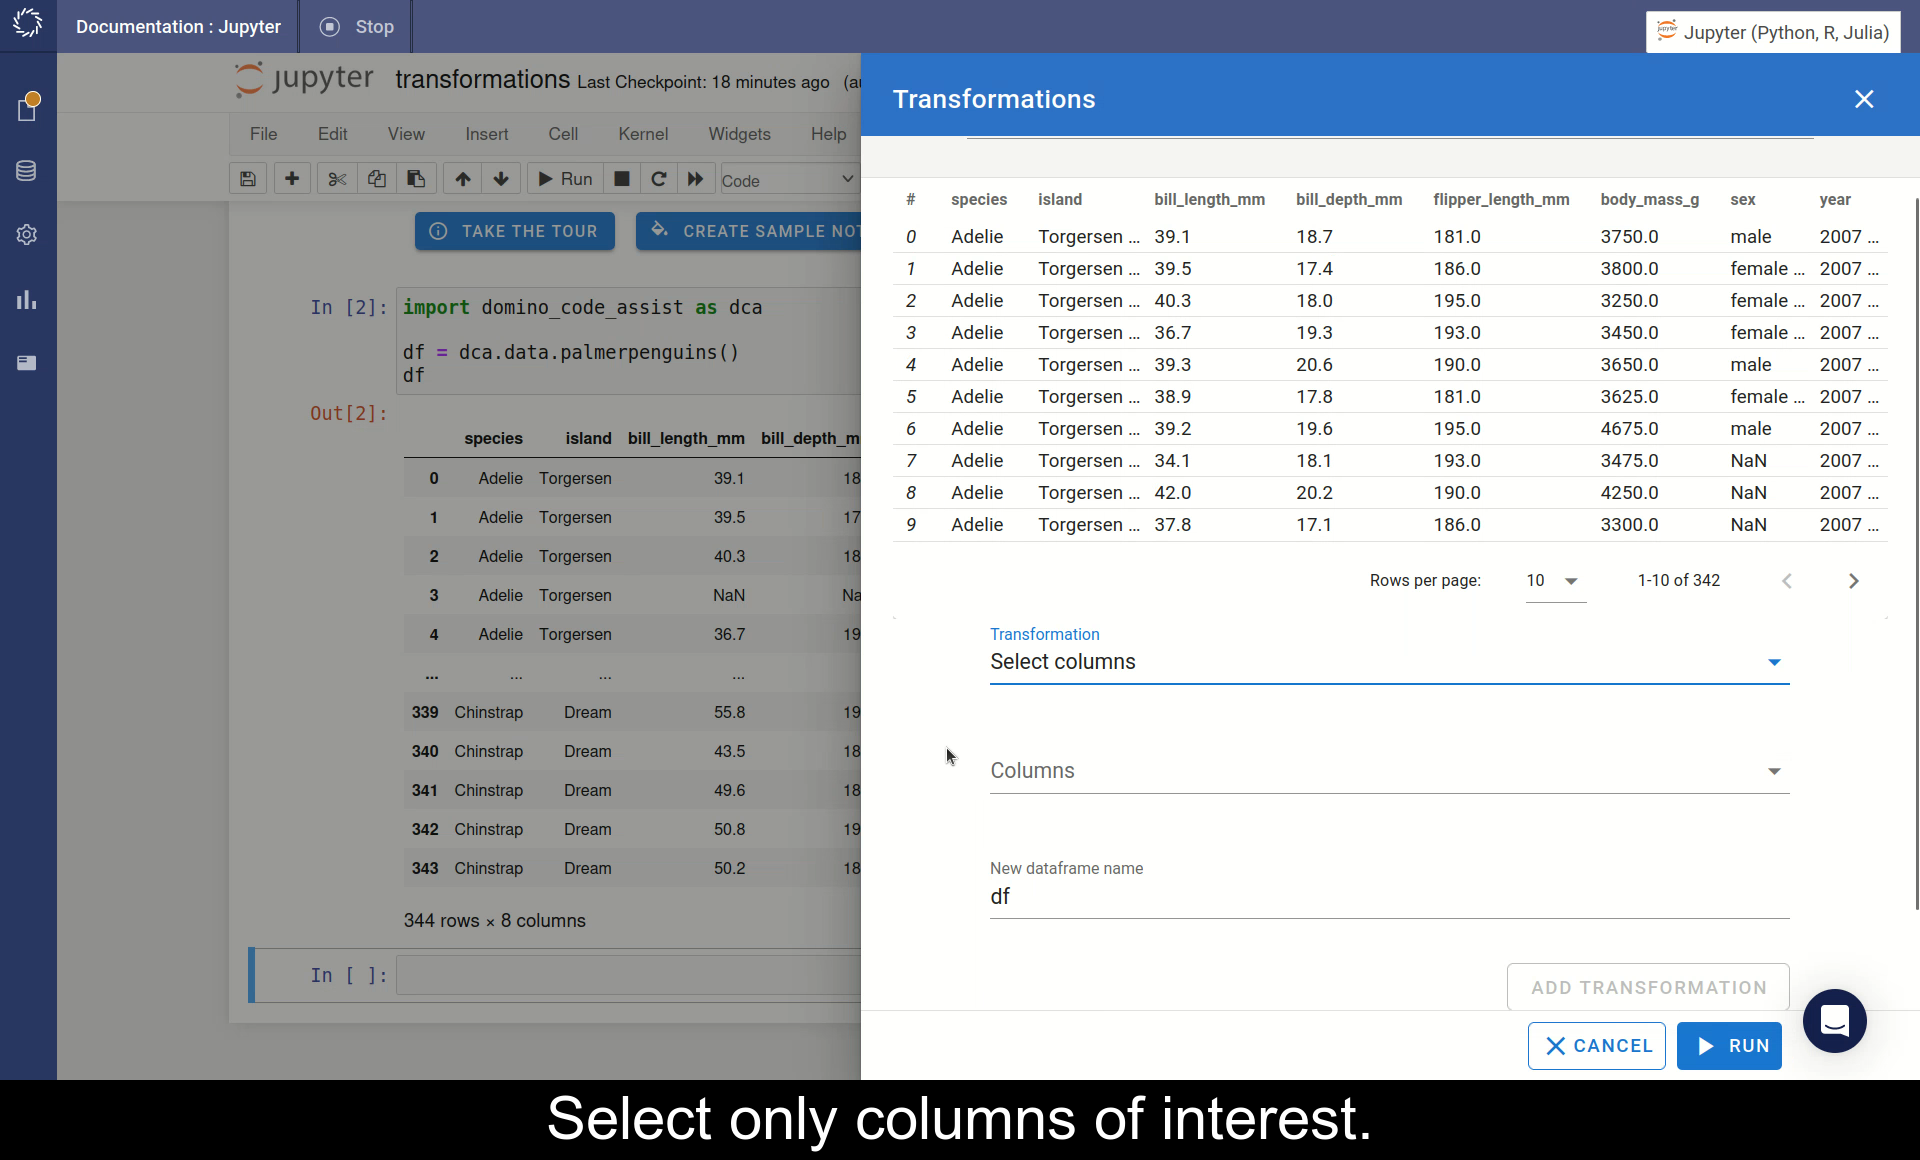 Documentation : Jupyter
Stop
Jupyter (Python, R, Julia)
jupyter transformations Last Checkpoint: 18 minutes ago (au
File Edit View Insert Cell Kernel Widgets Help
Run Code
TAKE THE TOUR
CREATE SAMPLE NOT
In [2]: import domino_code_assist as dca
df = dca.data.palmerpenguins()
df
Out[2]:
species island bill_length_mm bill_depth_m
0 Adelie Torgersen 39.1 18
1 Adelie Torgersen 39.5 17
2 Adelie Torgersen 40.3 18
3 Adelie Torgersen NaN Na
4 Adelie Torgersen 36.7 19
... ... ... ...
339 Chinstrap Dream 55.8 19
340 Chinstrap Dream 43.5 18
341 Chinstrap Dream 49.6 18
342 Chinstrap Dream 50.8 19
343 Chinstrap Dream 50.2 18
344 rows × 8 columns
In [ ]:
Transformations
# species island bill_length_mm bill_depth_mm flipper_length_mm body_mass_g sex year
0 Adelie Torgersen ... 39.1 18.7 181.0 3750.0 male 2007 ...
1 Adelie Torgersen ... 39.5 17.4 186.0 3800.0 female ... 2007 ...
2 Adelie Torgersen ... 40.3 18.0 195.0 3250.0 female ... 2007 ...
3 Adelie Torgersen ... 36.7 19.3 193.0 3450.0 female ... 2007 ...
4 Adelie Torgersen ... 39.3 20.6 190.0 3650.0 male 2007 ...
5 Adelie Torgersen ... 38.9 17.8 181.0 3625.0 female ... 2007 ...
6 Adelie Torgersen ... 39.2 19.6 195.0 4675.0 male 2007 ...
7 Adelie Torgersen ... 34.1 18.1 193.0 3475.0 NaN 2007 ...
8 Adelie Torgersen ... 42.0 20.2 190.0 4250.0 NaN 2007 ...
9 Adelie Torgersen ... 37.8 17.1 186.0 3300.0 NaN 2007 ...
Rows per page: 10 1-10 of 342
Transformation
Select columns
Columns
New dataframe name
df
ADD TRANSFORMATION
CANCEL
RUN
Select only columns of interest.